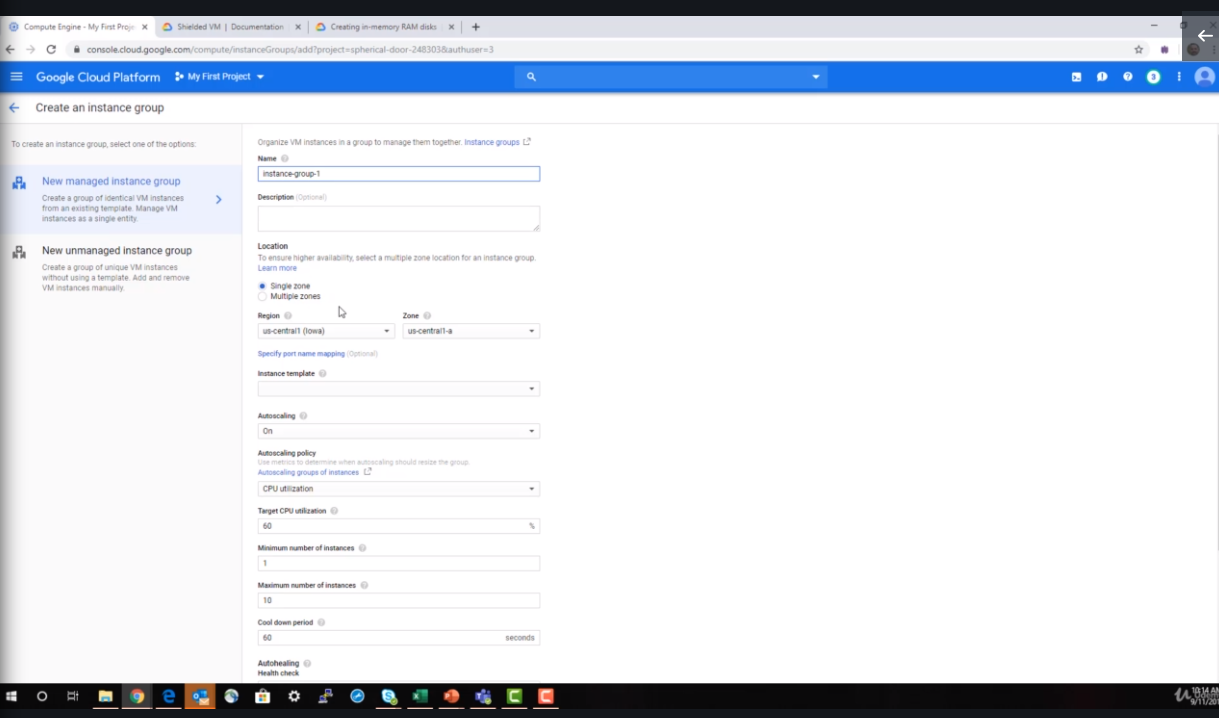 Compute Engine - My First Proje
Shielded VM | Documentation
Creating in-memory RAM disks
console.cloud.google.com/compute/instanceGroups/add?project=spherical-door-248303&authuser=3
Google Cloud Platform
My First Project
3
Create an instance group
To create an instance group, select one of the options:
New managed instance group
Create a group of identical VM instances
from an existing template. Manage VM
instances as a single entity.
New unmanaged instance group
Create a group of unique VM instances
without using a template. Add and remove
VM instances manually.
Organize VM instances in a group to manage them together. Instance groups
Name
instance-group-1
Description (Optional)
Location
To ensure higher availability, select a multiple zone location for an instance group.
Learn more
Single zone
Multiple zones
Region Zone
us-central1 (Iowa) us-central1-a
Specify port name mapping (Optional)
Instance template
Autoscaling
On
Autoscaling policy
Use metrics to determine when autoscaling should resize the group.
Autoscaling groups of instances
CPU utilization
Target CPU utilization
60 %
Minimum number of instances
1
Maximum number of instances
10
Cool down period
60 seconds
Autohealing
Health check
10:14 AM